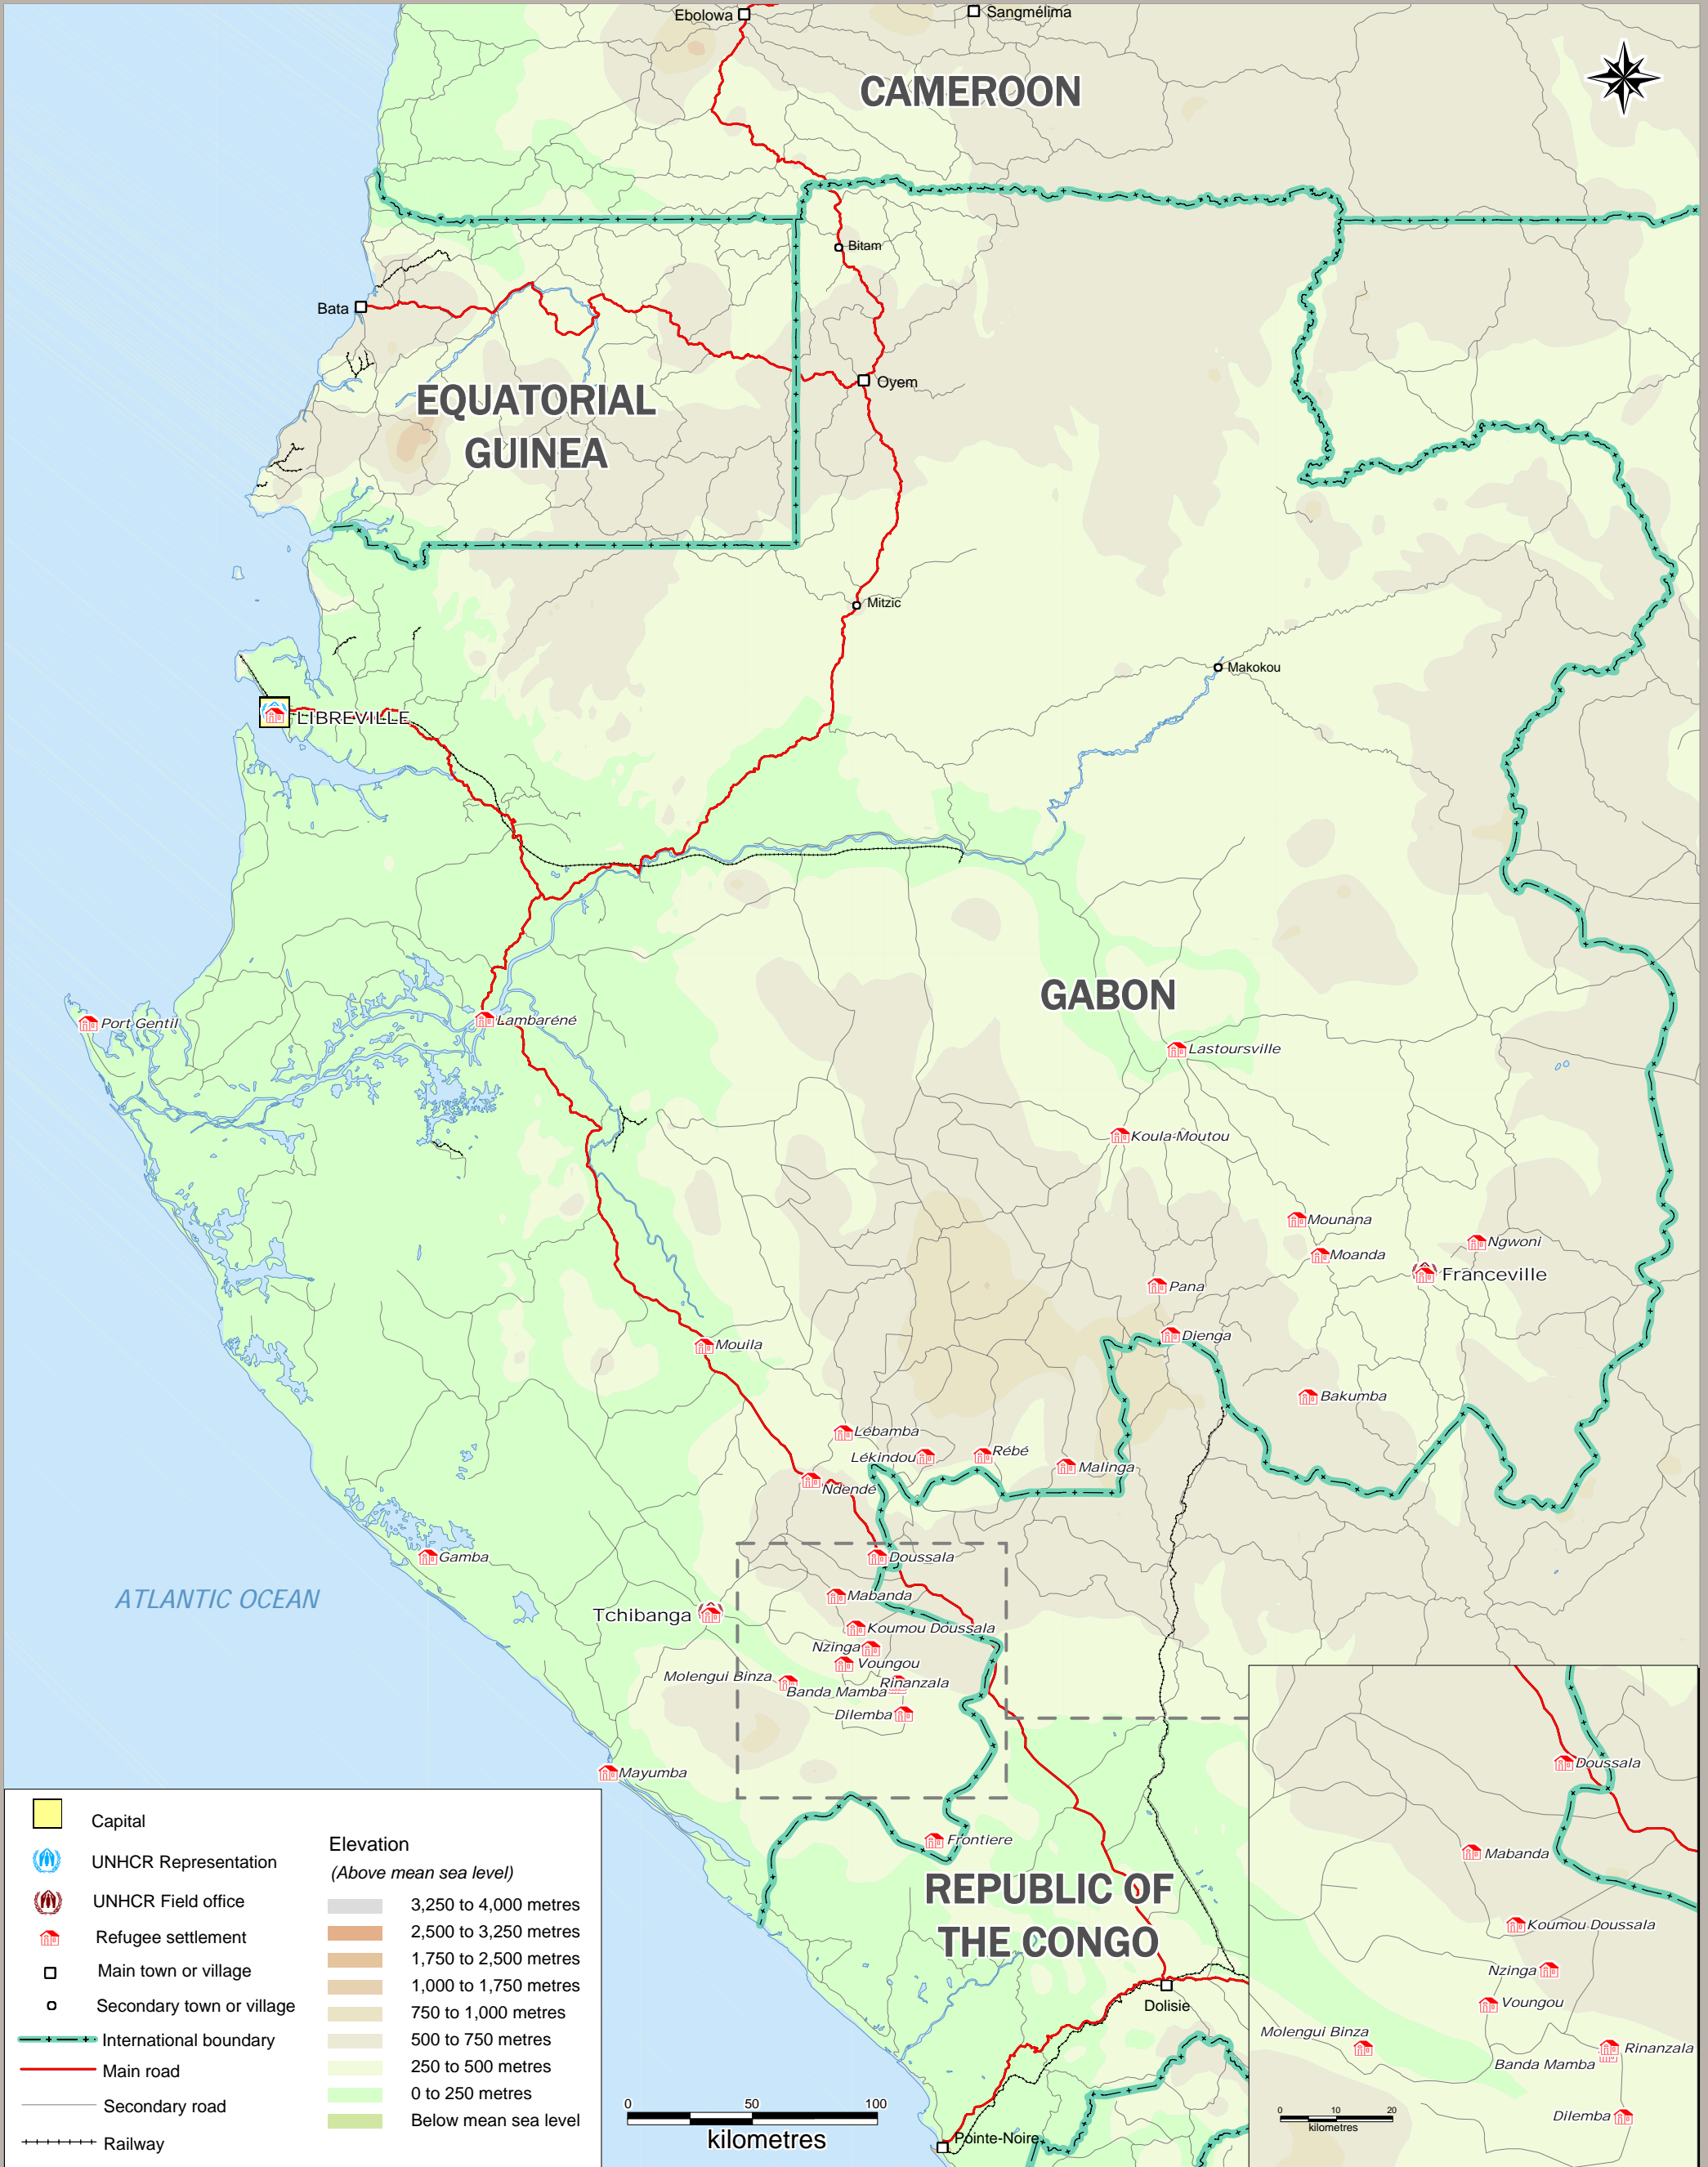 Ebolowa
Sangmélima
CAMEROON
Bitam
Bata
Oyem
EQUATORIAL
GUINEA
Mitzic
Makokou
LIBREVILLE
GABON
Port Gentil
Lambaréné
Lastoursville
Koula-Moutou
Mounana
Ngwoni
Moanda
Franceville
Pana
Dienga
Mouila
Bakumba
Lébamba
Lékindou
Rébé
Malinga
Ndendé
Gamba
Doussala
ATLANTIC OCEAN
Mabanda
Tchibanga
Koumou Doussala
Nzinga
Voungou
Molengui Binza
Rinanzala
Banda Mamba
Dilemba
Mayumba
Frontiere
REPUBLIC OF
THE CONGO
Dolisie
Pointe-Noire
Doussala
Mabanda
Koumou Doussala
Nzinga
Voungou
Molengui Binza
Rinanzala
Banda Mamba
Dilemba
0 10 20
kilometres
Capital
UNHCR Representation
UNHCR Field office
Refugee settlement
Main town or village
Secondary town or village
International boundary
Main road
Secondary road
Railway
Elevation
(Above mean sea level)
3,250 to 4,000 metres
2,500 to 3,250 metres
1,750 to 2,500 metres
1,000 to 1,750 metres
750 to 1,000 metres
500 to 750 metres
250 to 500 metres
0 to 250 metres
Below mean sea level
0 50 100
kilometres